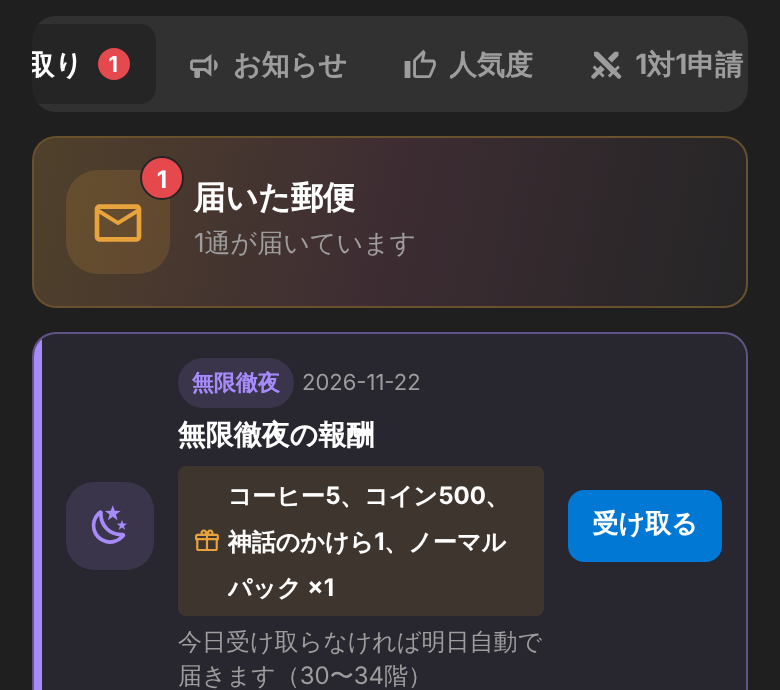 取り 1
お知らせ
人気度
1対1申請
1
届いた郵便
1通が届いています
無限徹夜 2026-11-22
無限徹夜の報酬
コーヒー5、コイン500、
神話のかけら1、ノーマル
パック ×1
受け取る
今日受け取らなければ明日自動で
届きます（30〜34階）